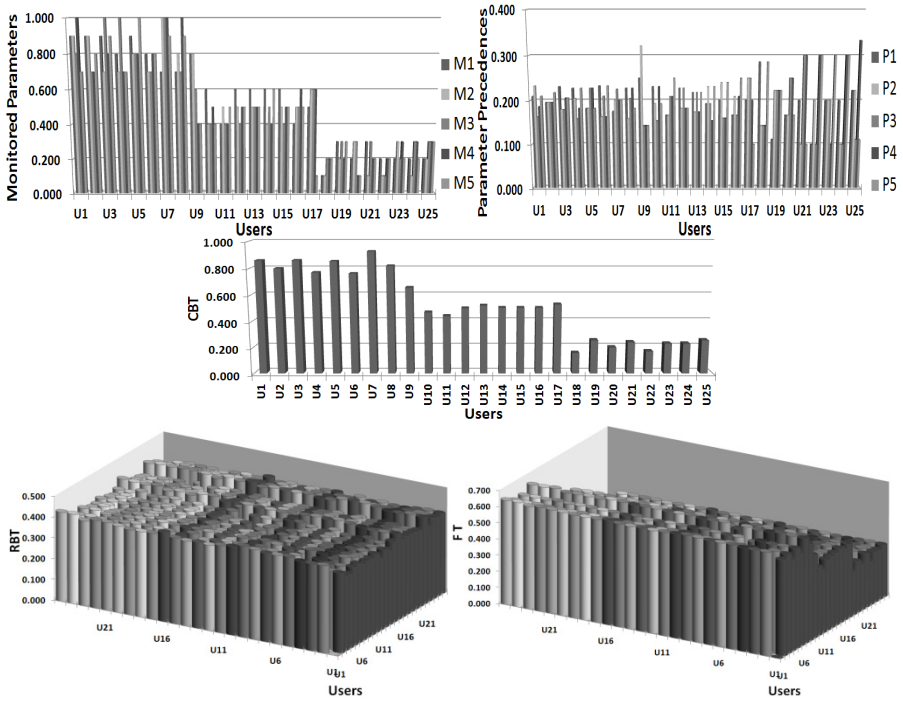 Monitored Parameters
1.000
0.800
0.600
0.400
0.200
0.000
U1 U3 U5 U7 U9 U11 U13 U15 U17 U19 U21 U23 U25
Users
M1
M2
M3
M4
M5
Parameter Precedences
0.400
0.300
0.200
0.100
0.000
U1 U3 U5 U7 U9 U11 U13 U15 U17 U19 U21 U23 U25
Users
P1
P2
P3
P4
P5
CBT
1.000
0.800
0.600
0.400
0.200
0.000
U1 U2 U3 U4 U5 U6 U7 U8 U9 U10 U11 U12 U13 U14 U15 U16 U17 U18 U19 U20 U21 U22 U23 U24 U25
Users
RBT
0.500
0.400
0.300
0.200
0.100
0.000
U21 U16 U11 U6 U1
U1 U6 U11 U16 U21
Users
FT
0.700
0.600
0.500
0.400
0.300
0.200
0.100
0.000
U21 U16 U11 U6 U1
U1 U6 U11 U16 U21
Users